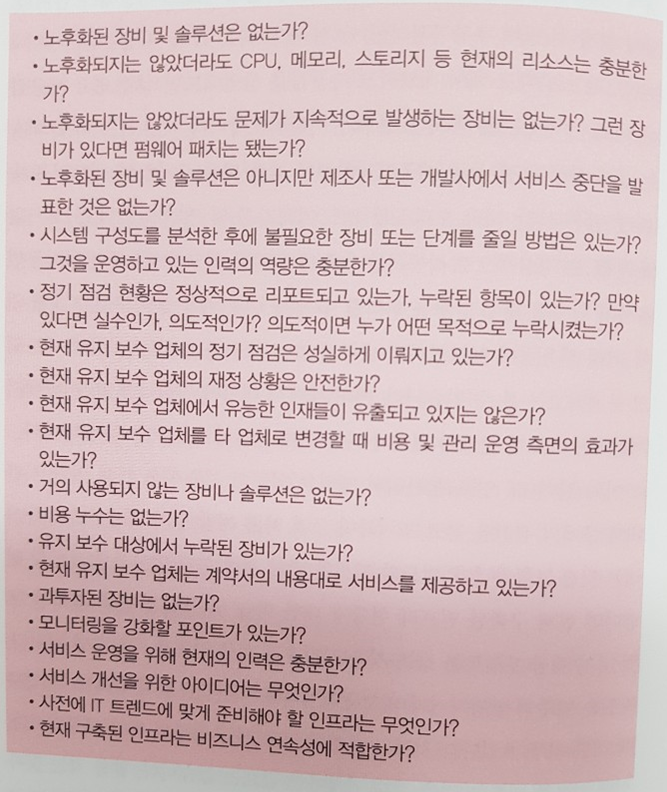 • 노후화된 장비 및 솔루션은 없는가?
• 노후화되지는 않았더라도 CPU, 메모리, 스토리지 등 현재의 리소스는 충분한
가?
• 노후화되지는 않았더라도 문제가 지속적으로 발생하는 장비는 없는가? 그런 장
비가 있다면 펌웨어 패치는 됐는가?
• 노후화된 장비 및 솔루션은 아니지만 제조사 또는 개발사에서 서비스 중단을 발
표한 것은 없는가?
• 시스템 구성도를 분석한 후에 불필요한 장비 또는 단계를 줄일 방법은 있는가?
그것을 운영하고 있는 인력의 역량은 충분한가?
• 정기 점검 현황은 정상적으로 리포트되고 있는가, 누락된 항목이 있는가? 만약
있다면 실수인가, 의도적인가? 의도적이면 누가 어떤 목적으로 누락시켰는가?
• 현재 유지 보수 업체의 정기 점검은 성실하게 이뤄지고 있는가?
• 현재 유지 보수 업체의 재정 상황은 안전한가?
• 현재 유지 보수 업체에서 유능한 인재들이 유출되고 있지는 않은가?
• 현재 유지 보수 업체를 타 업체로 변경할 때 비용 및 관리 운영 측면의 효과가
있는가?
• 거의 사용되지 않는 장비나 솔루션은 없는가?
• 비용 누수는 없는가?
• 유지 보수 대상에서 누락된 장비가 있는가?
• 현재 유지 보수 업체는 계약서의 내용대로 서비스를 제공하고 있는가?
• 과투자된 장비는 없는가?
• 모니터링을 강화할 포인트가 있는가?
• 서비스 운영을 위해 현재의 인력은 충분한가?
• 서비스 개선을 위한 아이디어는 무엇인가?
• 사전에 IT 트렌드에 맞게 준비해야 할 인프라는 무엇인가?
• 현재 구축된 인프라는 비즈니스 연속성에 적합한가?